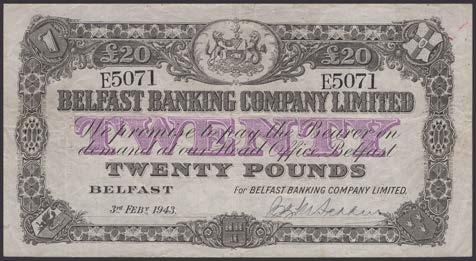 £20 £20
E5071 E5071
BELFAST BANKING COMPANY LIMITED
TWENTY
We promise to pay the Bearer on
demand at our Head Office, Belfast
TWENTY POUNDS
BELFAST For BELFAST BANKING COMPANY LIMITED.
3RD FEBY. 1943.